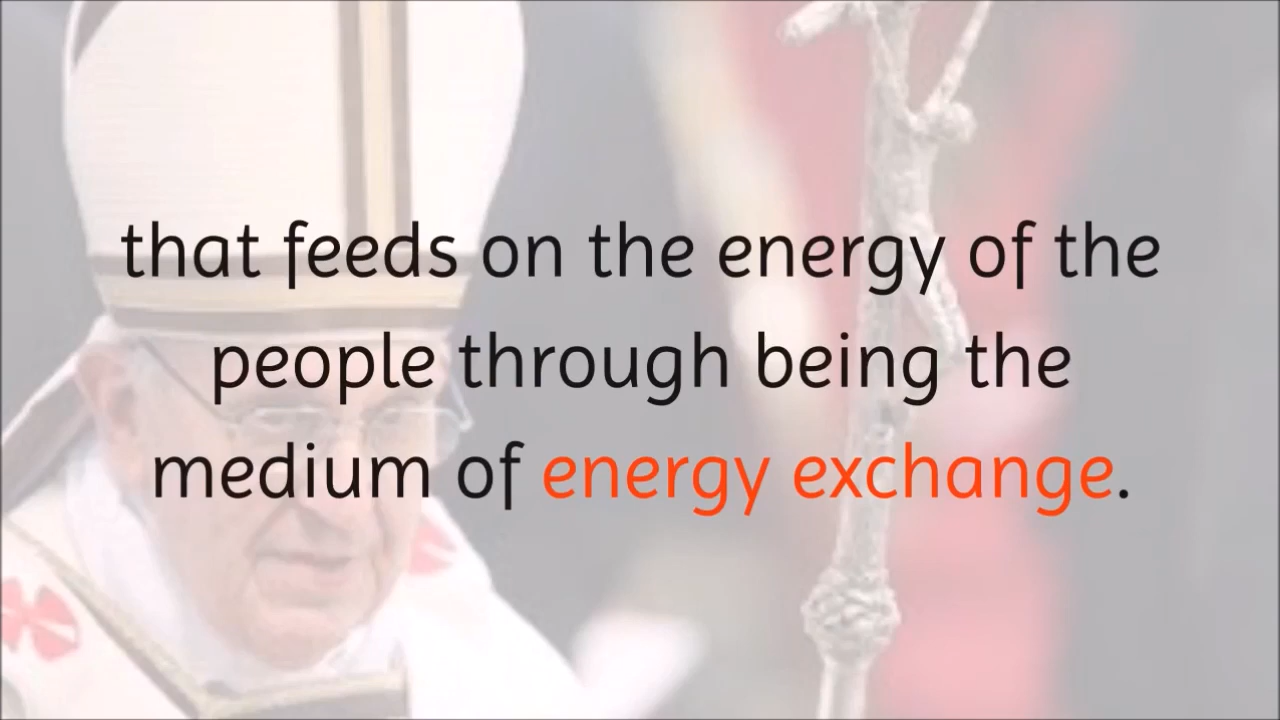 that feeds on the energy of the
people through being the
medium of energy exchange.